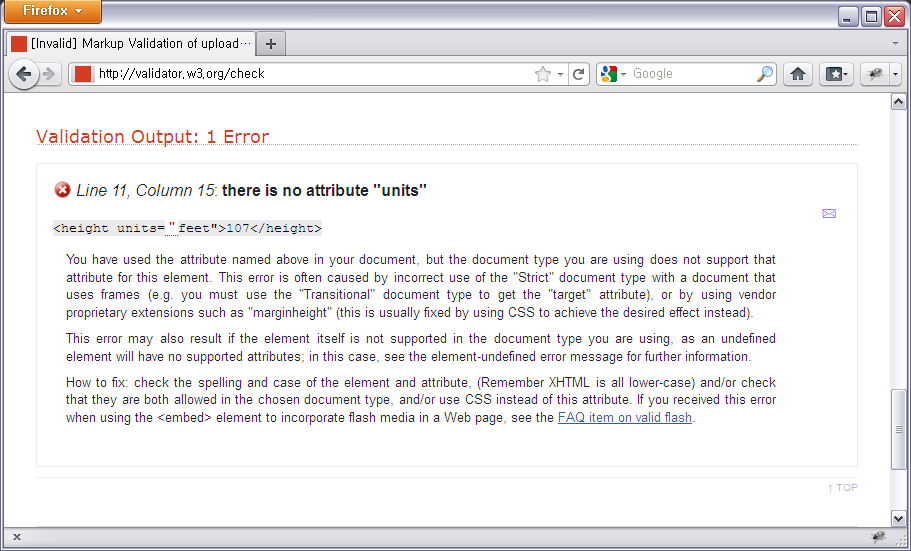 Firefox
[Invalid] Markup Validation of upload...
http://validator.w3.org/check
Google
Validation Output: 1 Error
Line 11, Column 15: there is no attribute "units"
<height units="feet">107</height>
You have used the attribute named above in your document, but the document type you are using does not support that
attribute for this element. This error is often caused by incorrect use of the "Strict" document type with a document that
uses frames (e.g. you must use the "Transitional" document type to get the "target" attribute), or by using vendor
proprietary extensions such as "marginheight" (this is usually fixed by using CSS to achieve the desired effect instead).
This error may also result if the element itself is not supported in the document type you are using, as an undefined
element will have no supported attributes; in this case, see the element-undefined error message for further information.
How to fix: check the spelling and case of the element and attribute, (Remember XHTML is all lower-case) and/or check
that they are both allowed in the chosen document type, and/or use CSS instead of this attribute. If you received this error
when using the <embed> element to incorporate flash media in a Web page, see the FAQ item on valid flash.
↑ TOP